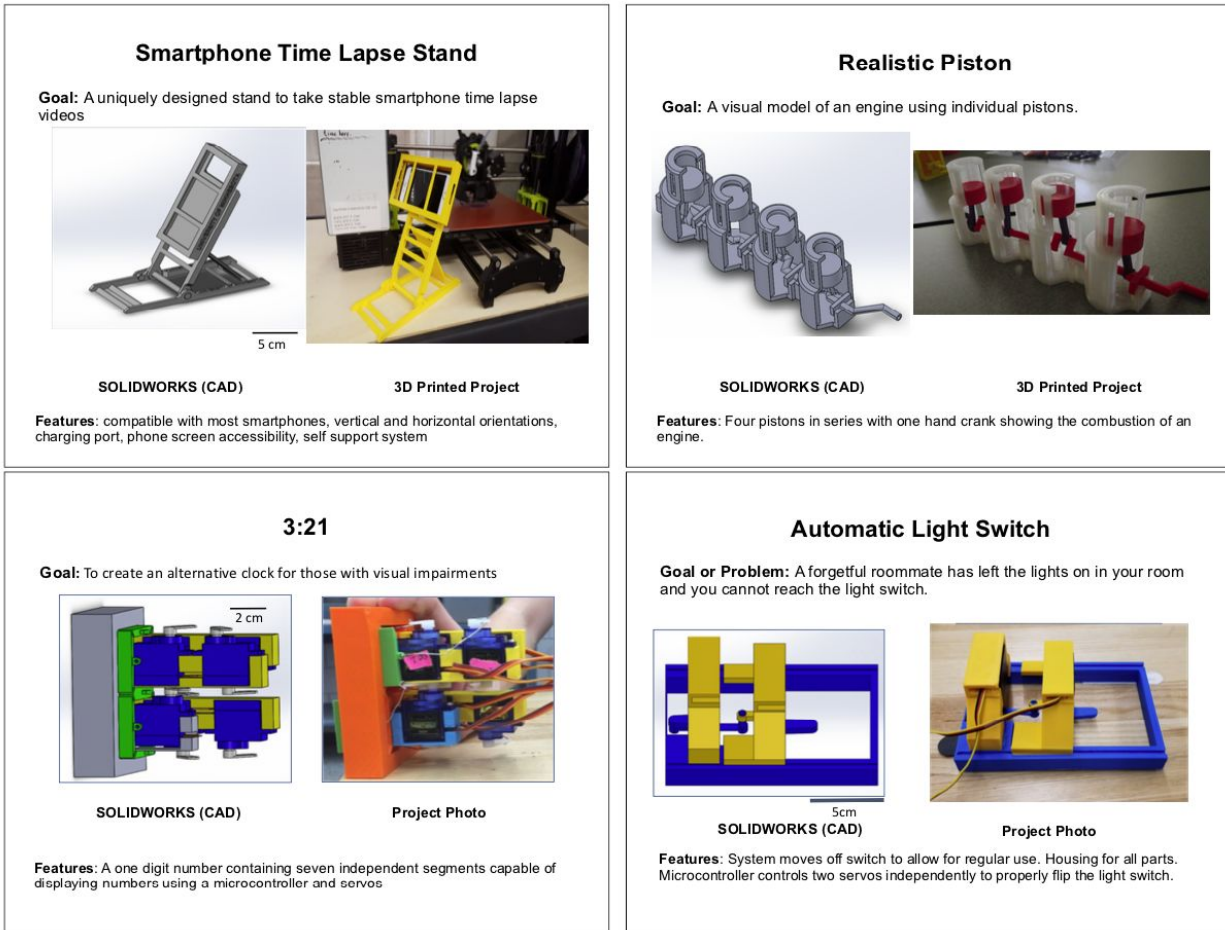 Smartphone Time Lapse Stand
Goal: A uniquely designed stand to take stable smartphone time lapse
videos
5 cm
SOLIDWORKS (CAD)
3D Printed Project
Features: compatible with most smartphones, vertical and horizontal orientations,
charging port, phone screen accessibility, self support system
Realistic Piston
Goal: A visual model of an engine using individual pistons.
SOLIDWORKS (CAD)
3D Printed Project
Features: Four pistons in series with one hand crank showing the combustion of an
engine.
3:21
Goal: To create an alternative clock for those with visual impairments
2 cm
SOLIDWORKS (CAD)
Project Photo
Features: A one digit number containing seven independent segments capable of
displaying numbers using a microcontroller and servos
Automatic Light Switch
Goal or Problem: A forgetful roommate has left the lights on in your room
and you cannot reach the light switch.
5cm
SOLIDWORKS (CAD)
Project Photo
Features: System moves off switch to allow for regular use. Housing for all parts.
Microcontroller controls two servos independently to properly flip the light switch.